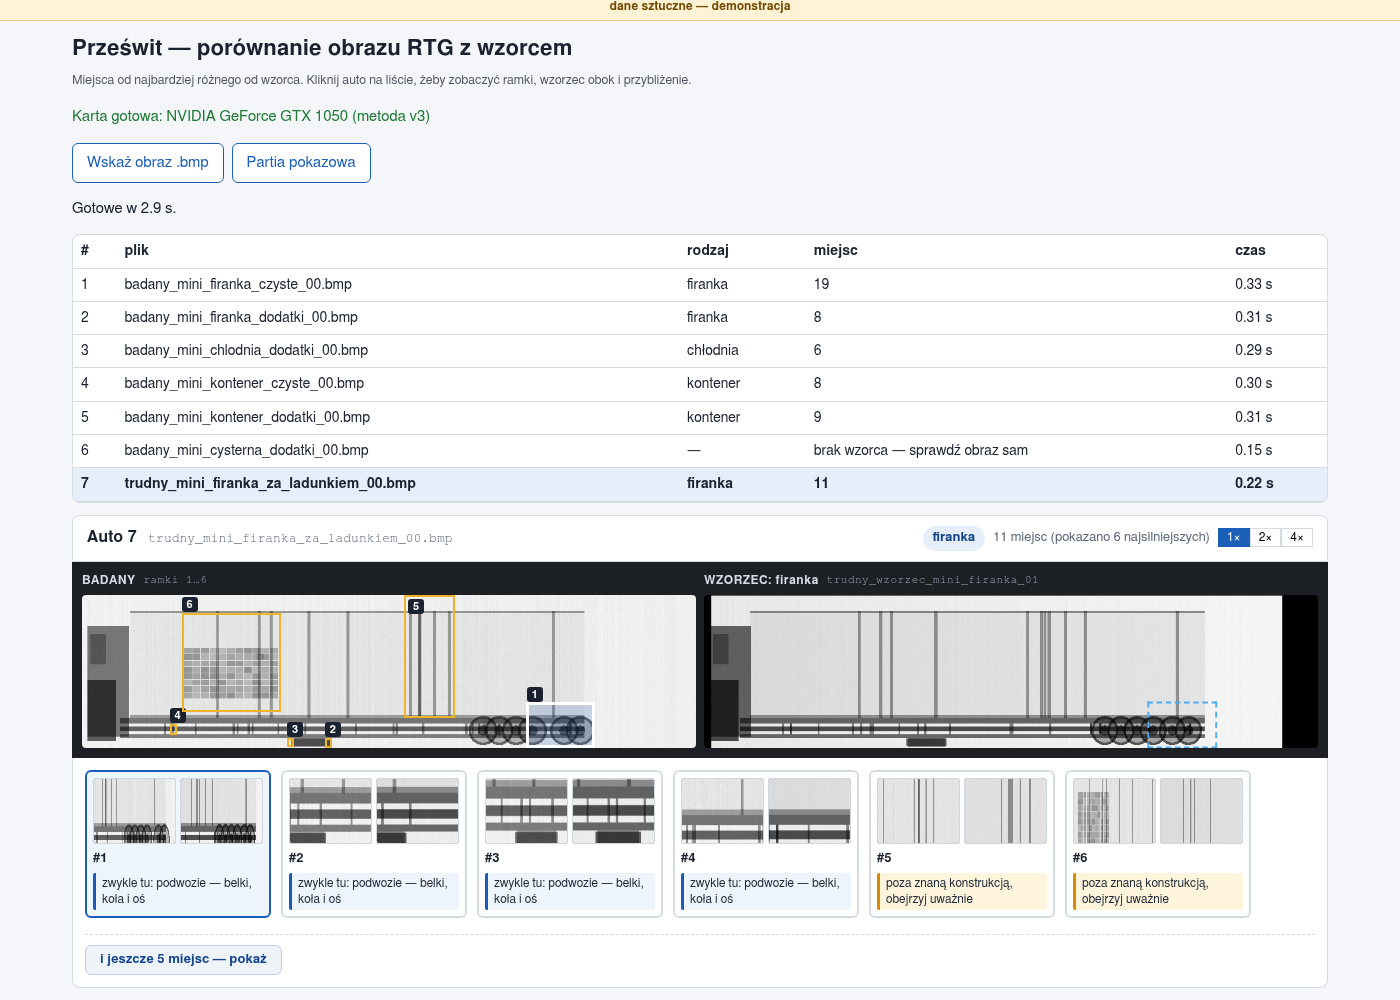 dane sztuczne — demonstracja
Prześwit — porównanie obrazu RTG z wzorcem
Miejsca od najbardziej różnego od wzorca. Kliknij auto na liście, żeby zobaczyć ramki, wzorzec obok i przybliżenie.
Karta gotowa: NVIDIA GeForce GTX 1050 (metoda v3)
Wskaż obraz .bmp Partia pokazowa
Gotowe w 2.9 s.
# plik rodzaj miejsc czas
1 badany_mini_firanka_czyste_00.bmp firanka 19 0.33 s
2 badany_mini_firanka_dodatki_00.bmp firanka 8 0.31 s
3 badany_mini_chlodnia_dodatki_00.bmp chłodnia 6 0.29 s
4 badany_mini_kontener_czyste_00.bmp kontener 8 0.30 s
5 badany_mini_kontener_dodatki_00.bmp kontener 9 0.31 s
6 badany_mini_cysterna_dodatki_00.bmp — brak wzorca — sprawdź obraz sam 0.15 s
7 trudny_mini_firanka_za_ladunkiem_00.bmp firanka 11 0.22 s
Auto 7 trudny_mini_firanka_za_ladunkiem_00.bmp firanka 11 miejsc (pokazano 6 najsilniejszych) 1× 2× 4×
BADANY ramki 1…6 WZORZEC: firanka trudny_wzorzec_mini_firanka_01
6 5
1
4
3 2
#1 #2 #3 #4 #5 #6
zwykle tu: podwozie — belki, koła i oś
zwykle tu: podwozie — belki, koła i oś
zwykle tu: podwozie — belki, koła i oś
zwykle tu: podwozie — belki, koła i oś
poza znaną konstrukcją, obejrzyj uważnie
poza znaną konstrukcją, obejrzyj uważnie
i jeszcze 5 miejsc — pokaż